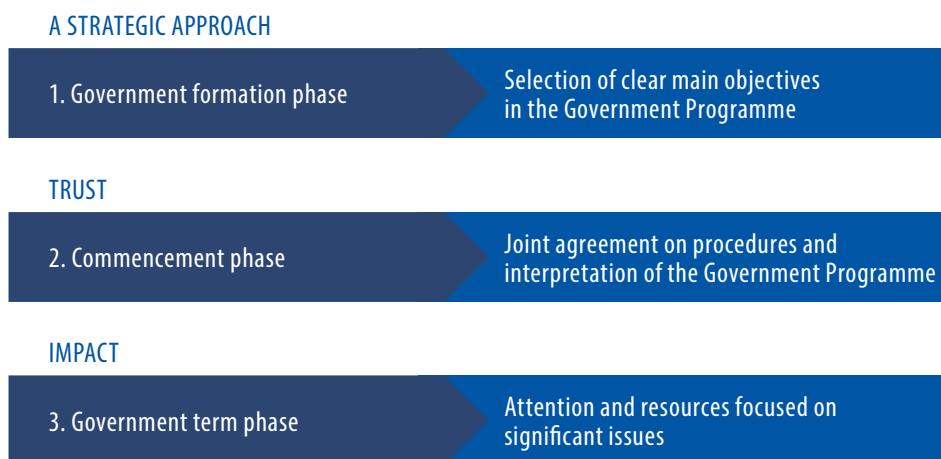 A STRATEGIC APPROACH
1. Government formation phase
Selection of clear main objectives
in the Government Programme
TRUST
2. Commencement phase
Joint agreement on procedures and
interpretation of the Government Programme
IMPACT
3. Government term phase
Attention and resources focused on
significant issues